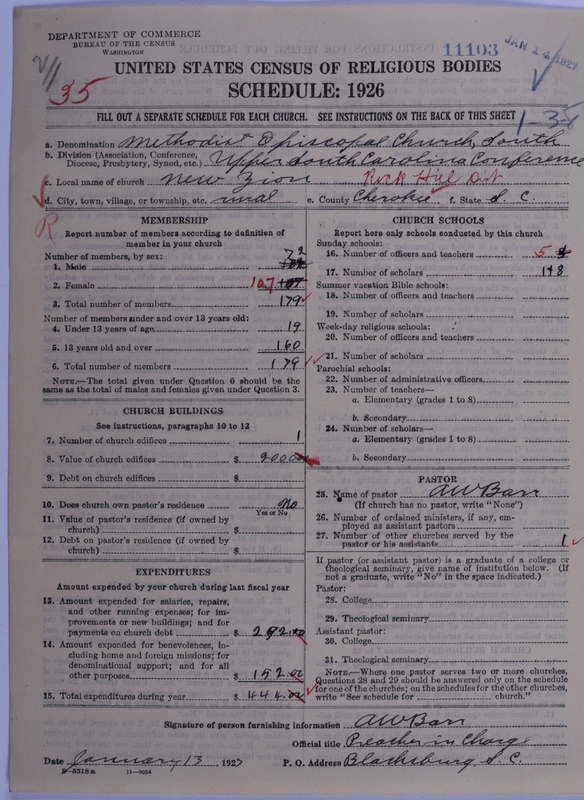 DEPARTMENT OF COMMERCE
BUREAU OF THE CENSUS
WASHINGTON
11103
JAN 14 1927
35
UNITED STATES CENSUS OF RELIGIOUS BODIES
SCHEDULE: 1926
FILL OUT A SEPARATE SCHEDULE FOR EACH CHURCH. SEE INSTRUCTIONS ON THE BACK OF THIS SHEET
1-38
a. Denomination Methodist Episcopal Church, South
b. Division (Association, Conference, Diocese, Presbytery, Synod, etc.) Upper South Carolina Conference
c. Local name of church New Zion Rock Hill Dist
d. City, town, village, or township, etc. rural e. County Cherokee f. State S. C.
R
MEMBERSHIP
Report number of members according to definition of member in your church
Number of members, by sex:
1. Male 72
2. Female 107
3. Total number of members 179
Number of members under and over 13 years old:
4. Under 13 years of age 19
5. 13 years old and over 160
6. Total number of members 179
NOTE.—The total given under Question 6 should be the same as the total of males and females given under Question 3.
CHURCH BUILDINGS
See instructions, paragraphs 10 to 12
7. Number of church edifices 1
8. Value of church edifices $ 2000
9. Debt on church edifices $
10. Does church own pastor's residence No
Yes or No
11. Value of pastor's residence (if owned by church) $
12. Debt on pastor's residence (if owned by church) $
EXPENDITURES
Amount expended by your church during last fiscal year
13. Amount expended for salaries, repairs, and other running expenses; for improvements or new buildings; and for payments on church debt $ 292.00
14. Amount expended for benevolences, including home and foreign missions; for denominational support; and for all other purposes $ 152.00
15. Total expenditures during year $ 444.00
CHURCH SCHOOLS
Report here only schools conducted by this church
Sunday schools:
16. Number of officers and teachers 5
17. Number of scholars 148
Summer vacation Bible schools:
18. Number of officers and teachers
19. Number of scholars
Week-day religious schools:
20. Number of officers and teachers
21. Number of scholars
Parochial schools:
22. Number of administrative officers
23. Number of teachers—
a. Elementary (grades 1 to 8)
b. Secondary
24. Number of scholars—
a. Elementary (grades 1 to 8)
b. Secondary
PASTOR
25. Name of pastor A W Barr
(If church has no pastor, write "None")
26. Number of ordained ministers, if any, employed as assistant pastors
27. Number of other churches served by the pastor or his assistants 1
If pastor (or assistant pastor) is a graduate of a college or theological seminary, give name of institution below. (If not a graduate, write "No" in the space indicated.)
Pastor:
28. College
29. Theological seminary
Assistant pastor:
30. College
31. Theological seminary
NOTE.—Where one pastor serves two or more churches, Questions 28 and 29 should be answered only on the schedule for one of the churches; on the schedules for the other churches, write "See schedule for church."
Signature of person furnishing information A W Barr
Official title Preacher in Charge
Date January 13, 1927 P. O. Address Blacksburg S. C.
8-5518a 11-9054